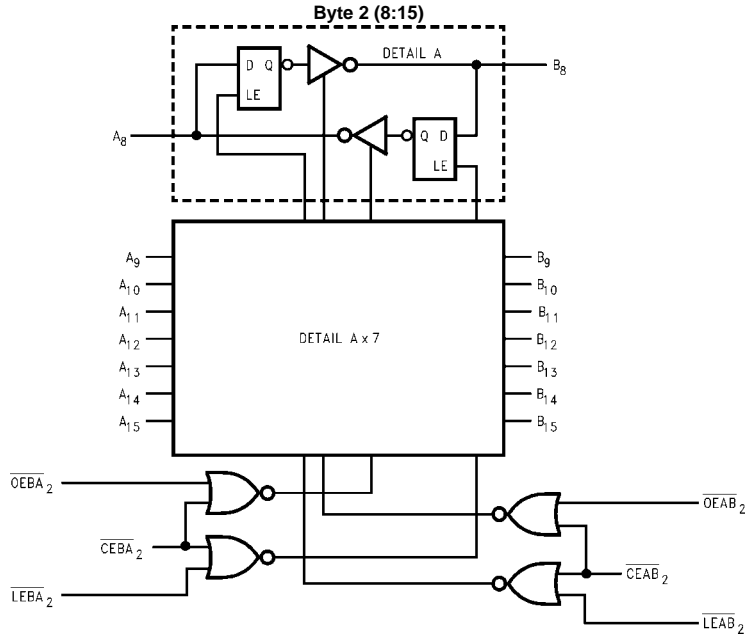 Byte 2 (8:15)
DETAIL A
D Q
LE
B8
A8
Q D
LE
A9
A10
A11
A12
A13
A14
A15
DETAIL A x 7
B9
B10
B11
B12
B13
B14
B15
OEBA2
CEBA2
LEBA2
OEAB2
CEAB2
LEAB2